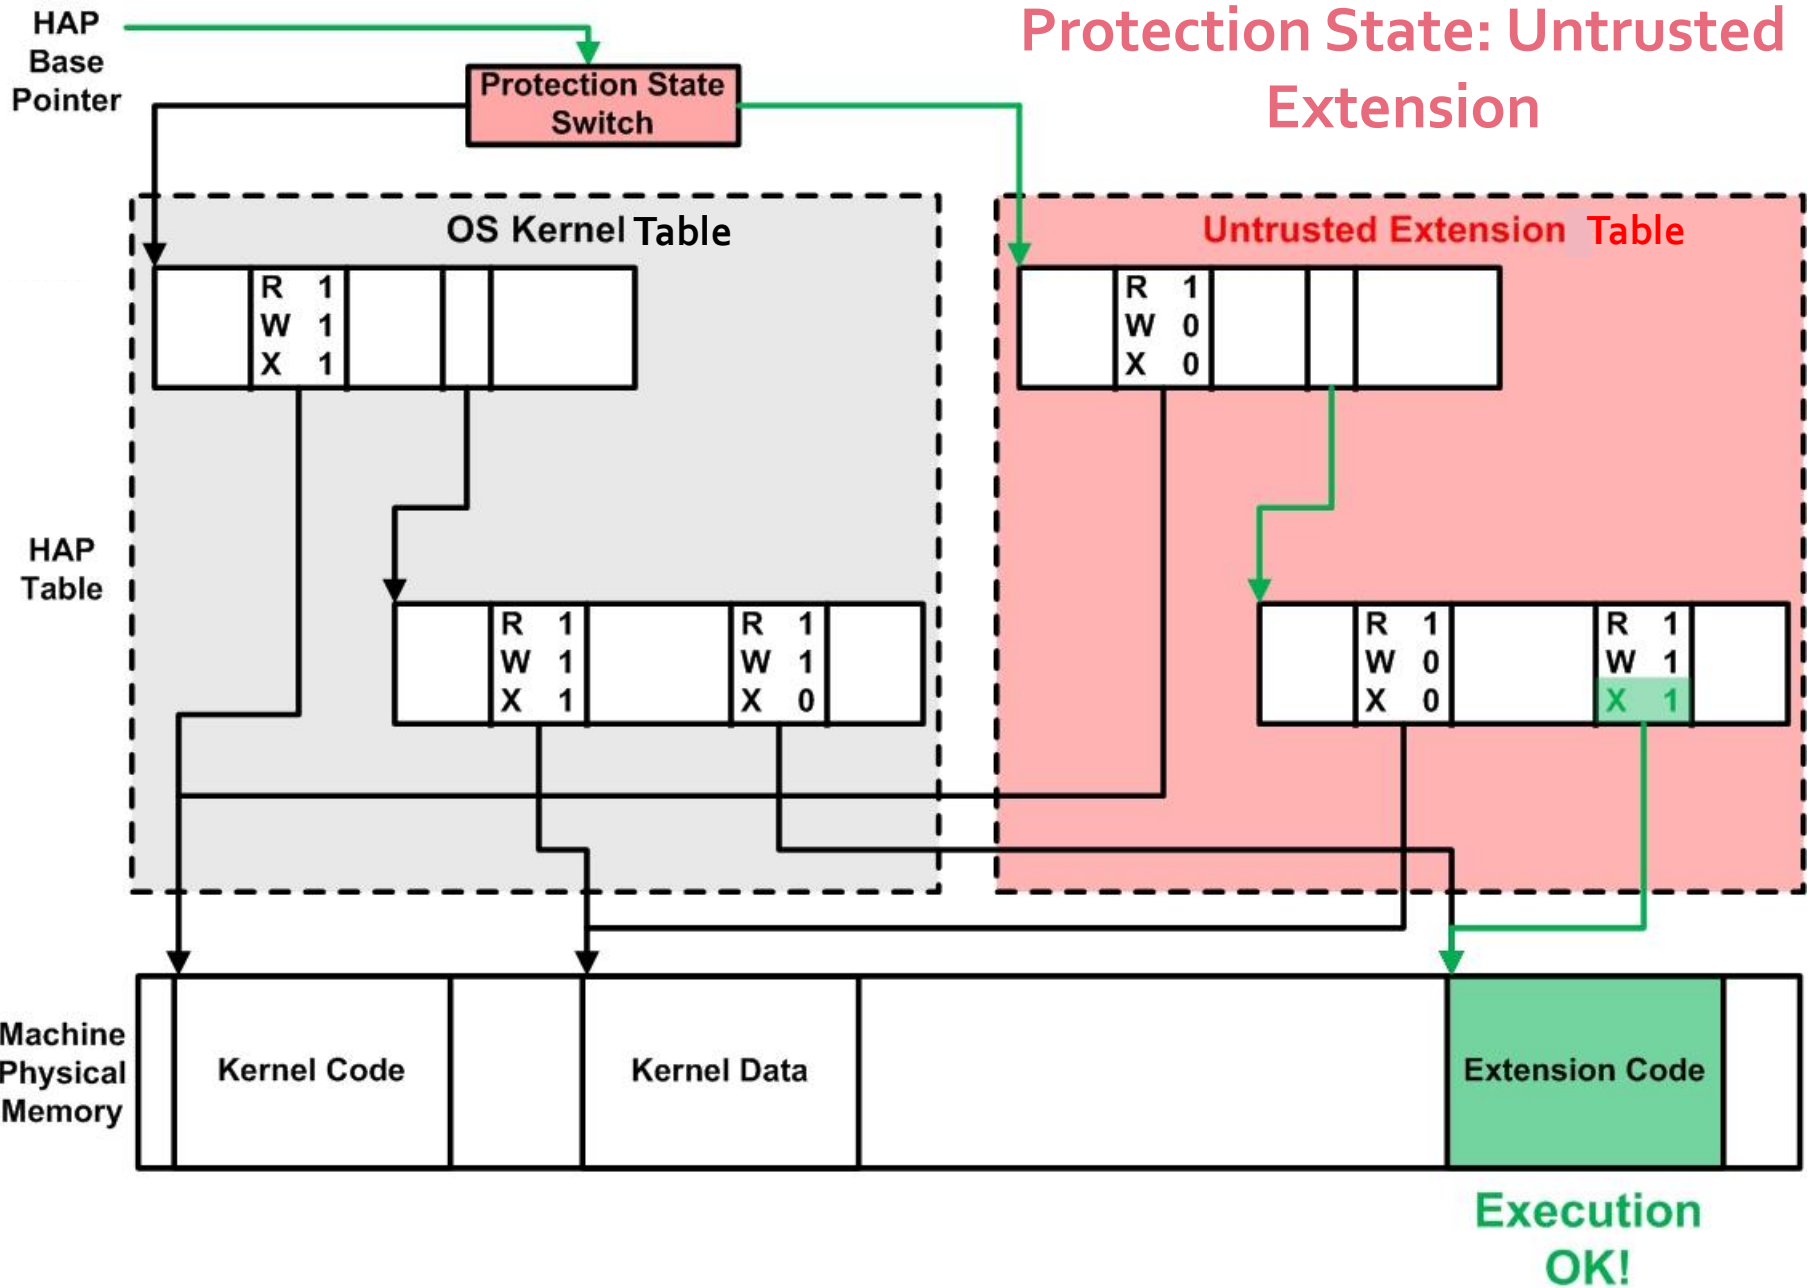 HAP
Base
Pointer
Protection State: Untrusted
Extension
Protection State
Switch
OS Kernel Table
Untrusted Extension Table
R 1
W 1
X 1
R 1
W 0
X 0
HAP
Table
R 1
W 1
X 1
R 1
W 1
X 0
R 1
W 0
X 0
R 1
W 1
X 1
Machine
Physical
Memory
Kernel Code
Kernel Data
Extension Code
Execution
OK!